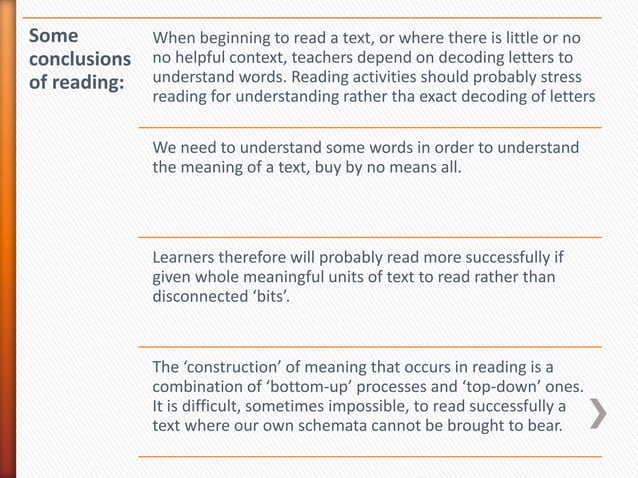 Some
conclusions
of reading:
When beginning to read a text, or where there is little or no
no helpful context, teachers depend on decoding letters to
understand words. Reading activities should probably stress
reading for understanding rather tha exact decoding of letters
We need to understand some words in order to understand
the meaning of a text, buy by no means all.
Learners therefore will probably read more successfully if
given whole meaningful units of text to read rather than
disconnected ‘bits’.
The ‘construction’ of meaning that occurs in reading is a
combination of ‘bottom-up’ processes and ‘top-down’ ones.
It is difficult, sometimes impossible, to read successfully a
text where our own schemata cannot be brought to bear.